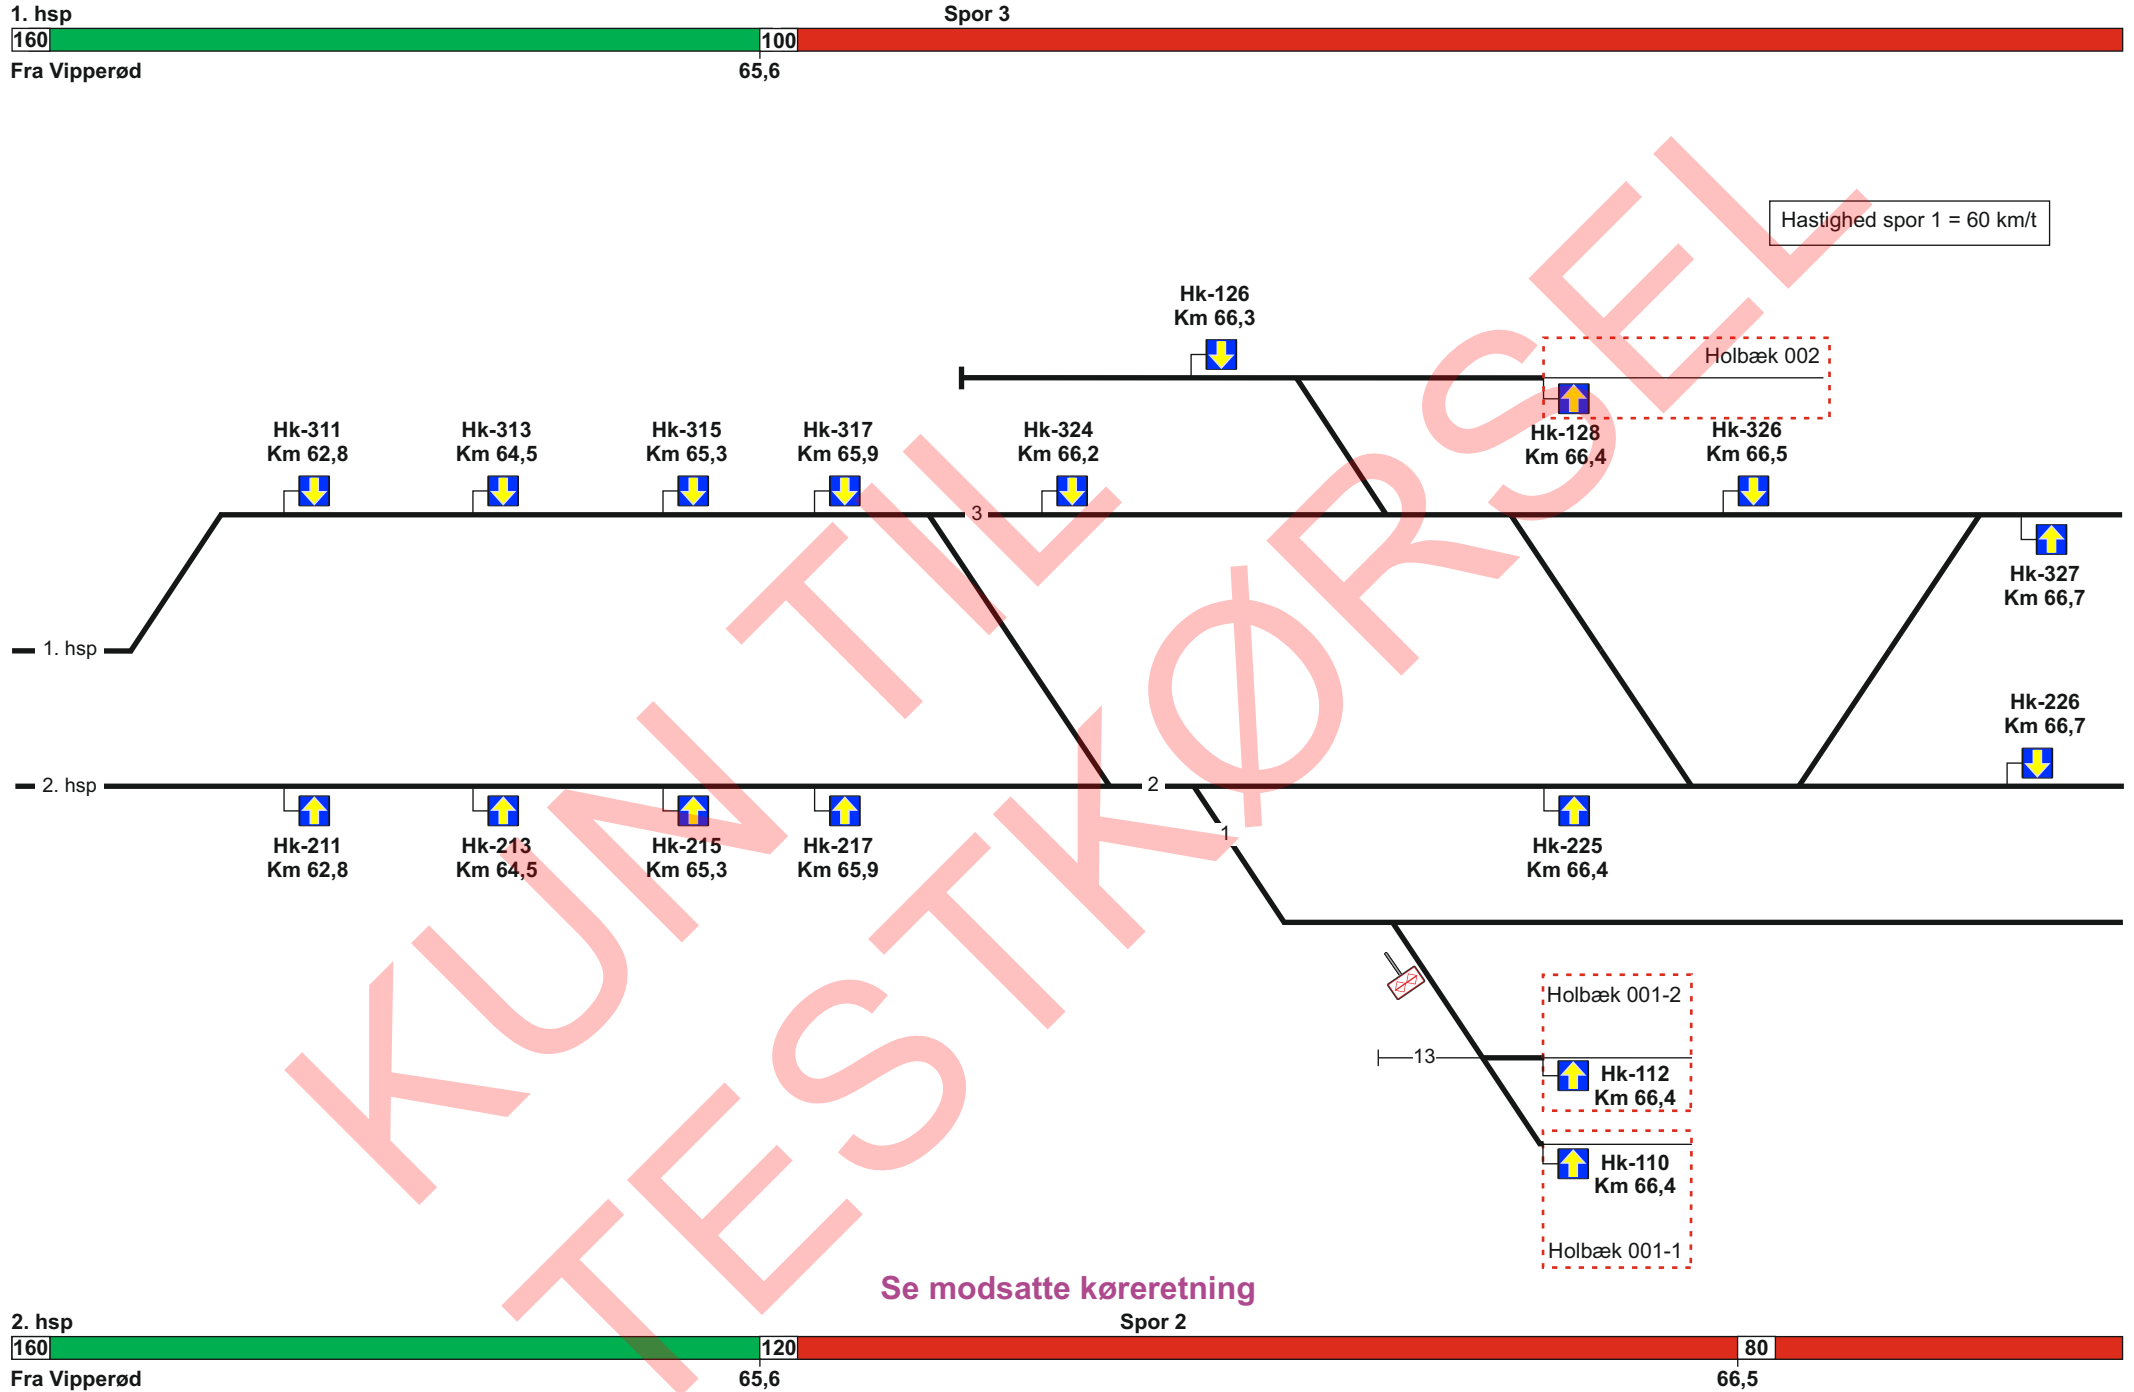 1. hsp
Spor 3
160
100
Fra Vipperød
65,6
Hastighed spor 1 = 60 km/t
Hk-126
Km 66,3
Holbæk 002
Hk-128
Km 66,4
Hk-311
Km 62,8
Hk-313
Km 64,5
Hk-315
Km 65,3
Hk-317
Km 65,9
Hk-324
Km 66,2
Hk-326
Km 66,5
3
Hk-327
Km 66,7
1. hsp
Hk-226
Km 66,7
2. hsp
2
1
Hk-211
Km 62,8
Hk-213
Km 64,5
Hk-215
Km 65,3
Hk-217
Km 65,9
Hk-225
Km 66,4
Holbæk 001-2
13
Hk-112
Km 66,4
Hk-110
Km 66,4
Holbæk 001-1
KUN TIL
TESTKØRSEL
Se modsatte køreretning
2. hsp
Spor 2
160
120
80
Fra Vipperød
65,6
66,5